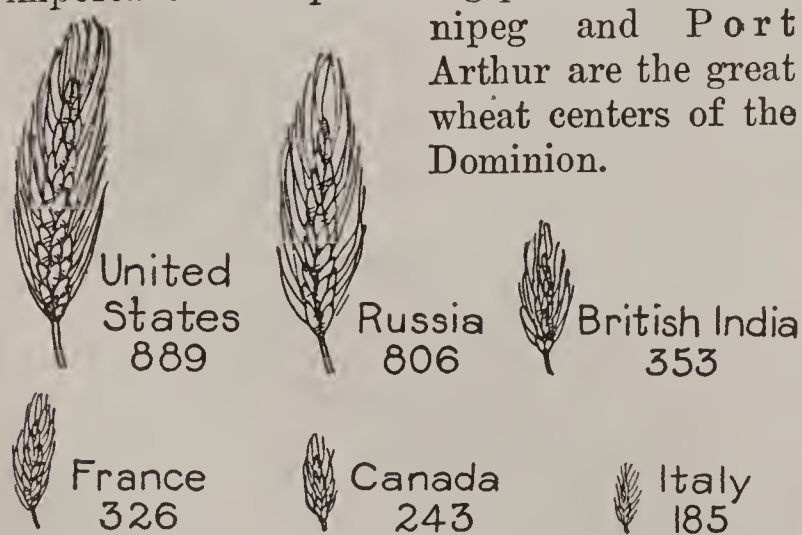 nipeg and Port
Arthur are the great
wheat centers of the
Dominion.
United
States
889
Russia
806
British India
353
France
326
Canada
243
Italy
185